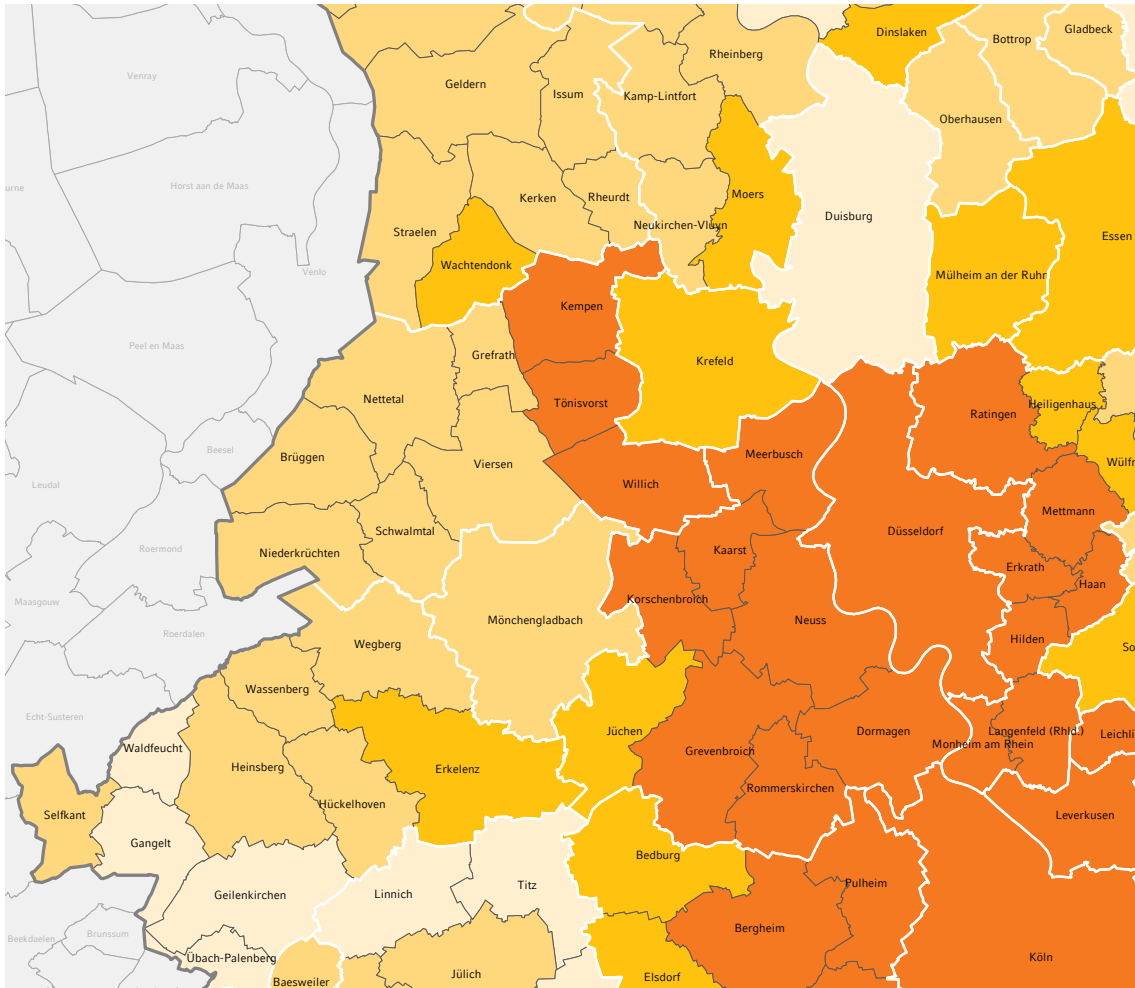 Dinslaken
Gladbeck
Bottrop
Rheinberg
Venray
Geldern
Issum
Kamp-Lintfort
Oberhausen
urne
Horst aan de Maas
Kerken
Rheurdt
Moers
Duisburg
Neukirchen-Vluyn
Straelen
Essen
Wachtendonk
Venlo
Mülheim an der Ruhr
Kempen
Peel en Maas
Grefrath
Krefeld
Nettetal
Tönisvorst
Heiligenhaus
Ratingen
Beesel
Brüggen
Viersen
Meerbusch
Wülfr
Leudal
Willich
Mettmann
Schwalmtal
Düsseldorf
Roermond
Niederkrüchten
Kaarst
Erkrath
Haan
Maasgouw
Korschenbroich
Mönchengladbach
Neuss
Roerdalen
Wegberg
Hilden
So
Wassenberg
Echt-Susteren
Jüchen
Dormagen
Langenfeld (Rhld.)
Leichli
Waldfeucht
Monheim am Rhein
Grevenbroich
Heinsberg
Erkelenz
Rommerskirchen
Hückelhoven
Selfkant
Leverkusen
Gangelt
Bedburg
Titz
Pulheim
Geilenkirchen
Linnich
Bergheim
Beekdaelen
Brunssum
Übach-Palenberg
Köln
Jülich
Elsdorf
Baesweiler